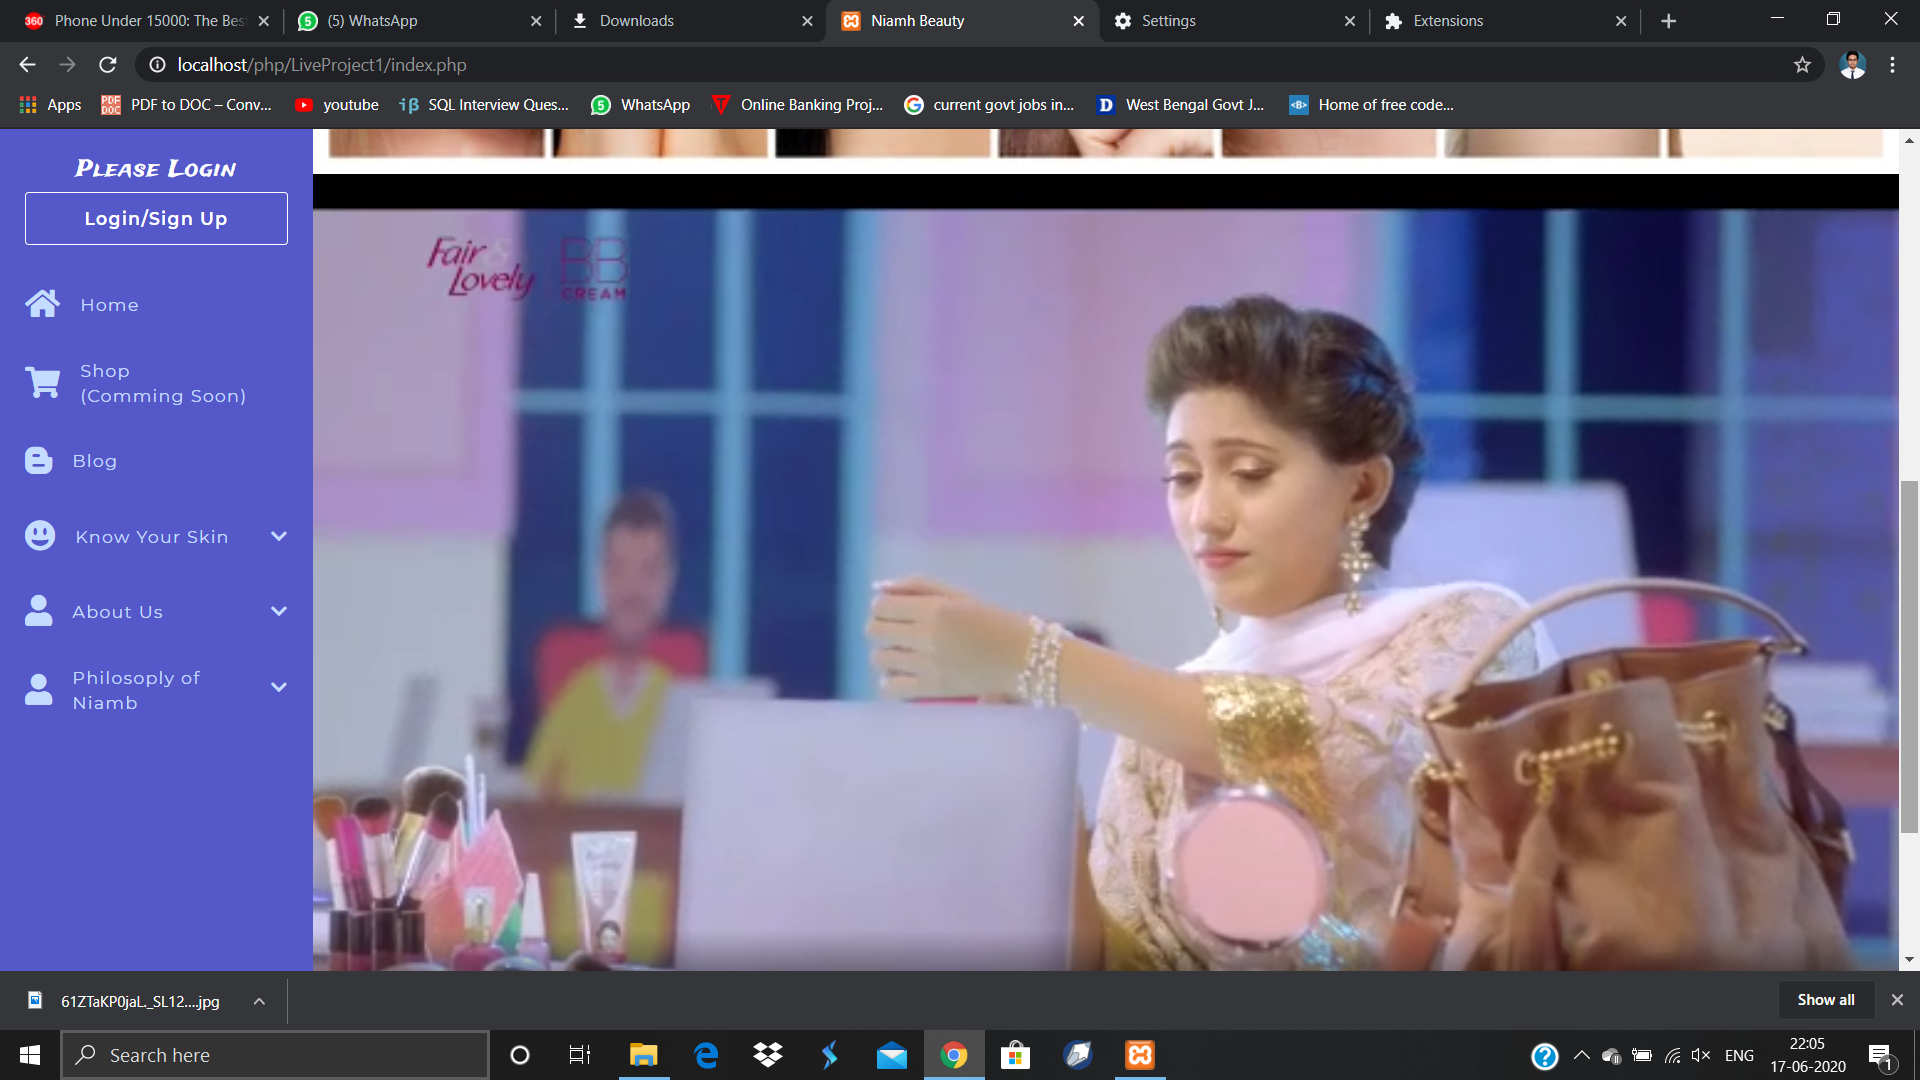 Phone Under 15000: The Bes
(5) WhatsApp
Downloads
Niamh Beauty
Settings
Extensions
localhost/php/LiveProject1/index.php
Apps
PDF to DOC – Conv...
youtube
SQL Interview Ques...
WhatsApp
Online Banking Proj...
current govt jobs in...
West Bengal Govt J...
Home of free code...
Please Login
Login/Sign Up
Home
Shop
(Comming Soon)
Blog
Know Your Skin
About Us
Philosoply of
Niamb
Fair &
Lovely
BB
CREAM
61ZTaKP0jaL._SL12....jpg
Show all
Search here
ENG
22:05
17-06-2020
1